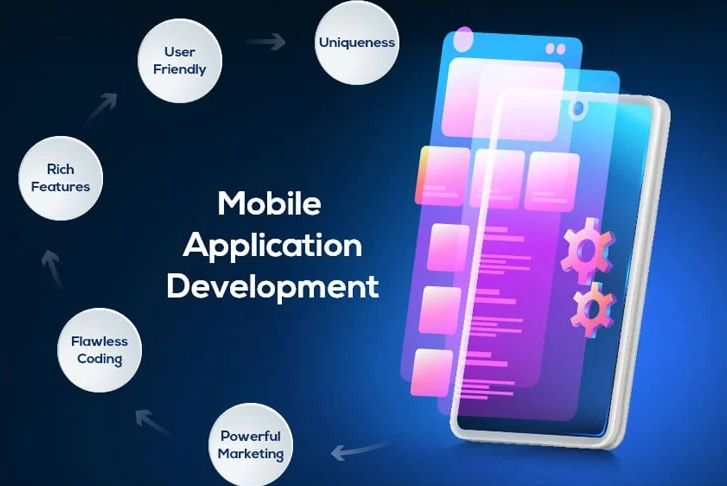 User
Friendly
Uniqueness
Rich
Features
Mobile
Application
Development
Flawless
Coding
Powerful
Marketing